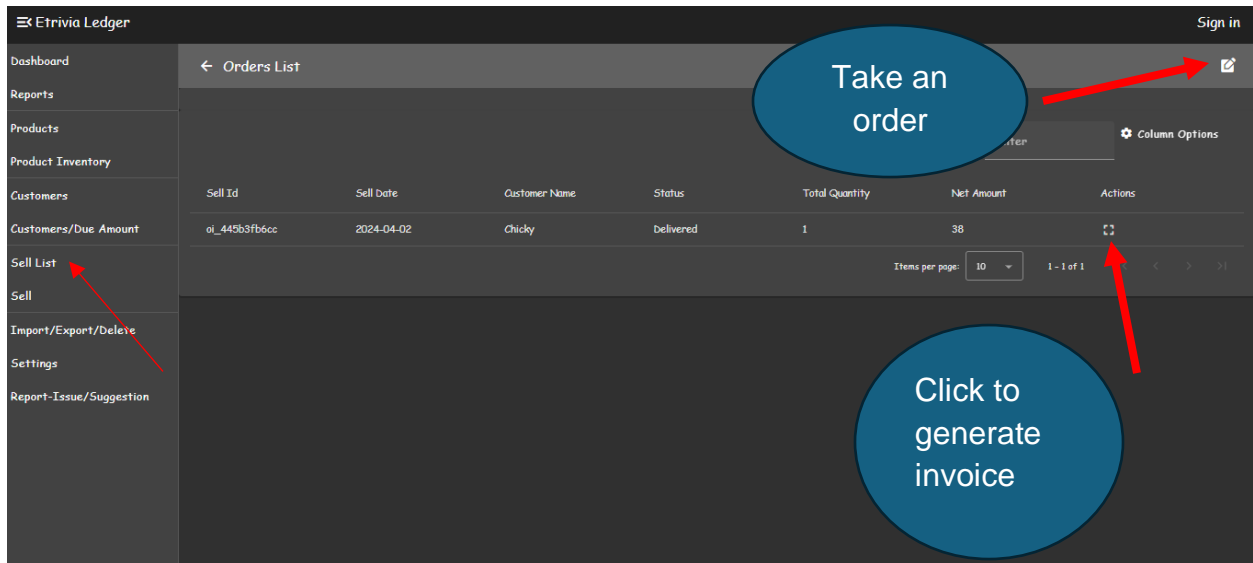 Etrivia Ledger
Sign in
Dashboard
Reports
Products
Product Inventory
Customers
Customers/Due Amount
Sell List
Sell
Import/Export/Delete
Settings
Report-Issue/Suggestion
Orders List
Take an
order
Column Options
Sell Id Sell Date Customer Name Status Total Quantity Net Amount Actions
oi_445b3fb6cc 2024-04-02 Chicky Delivered 1 38
Items per page: 10 1 - 1 of 1
Click to
generate
invoice